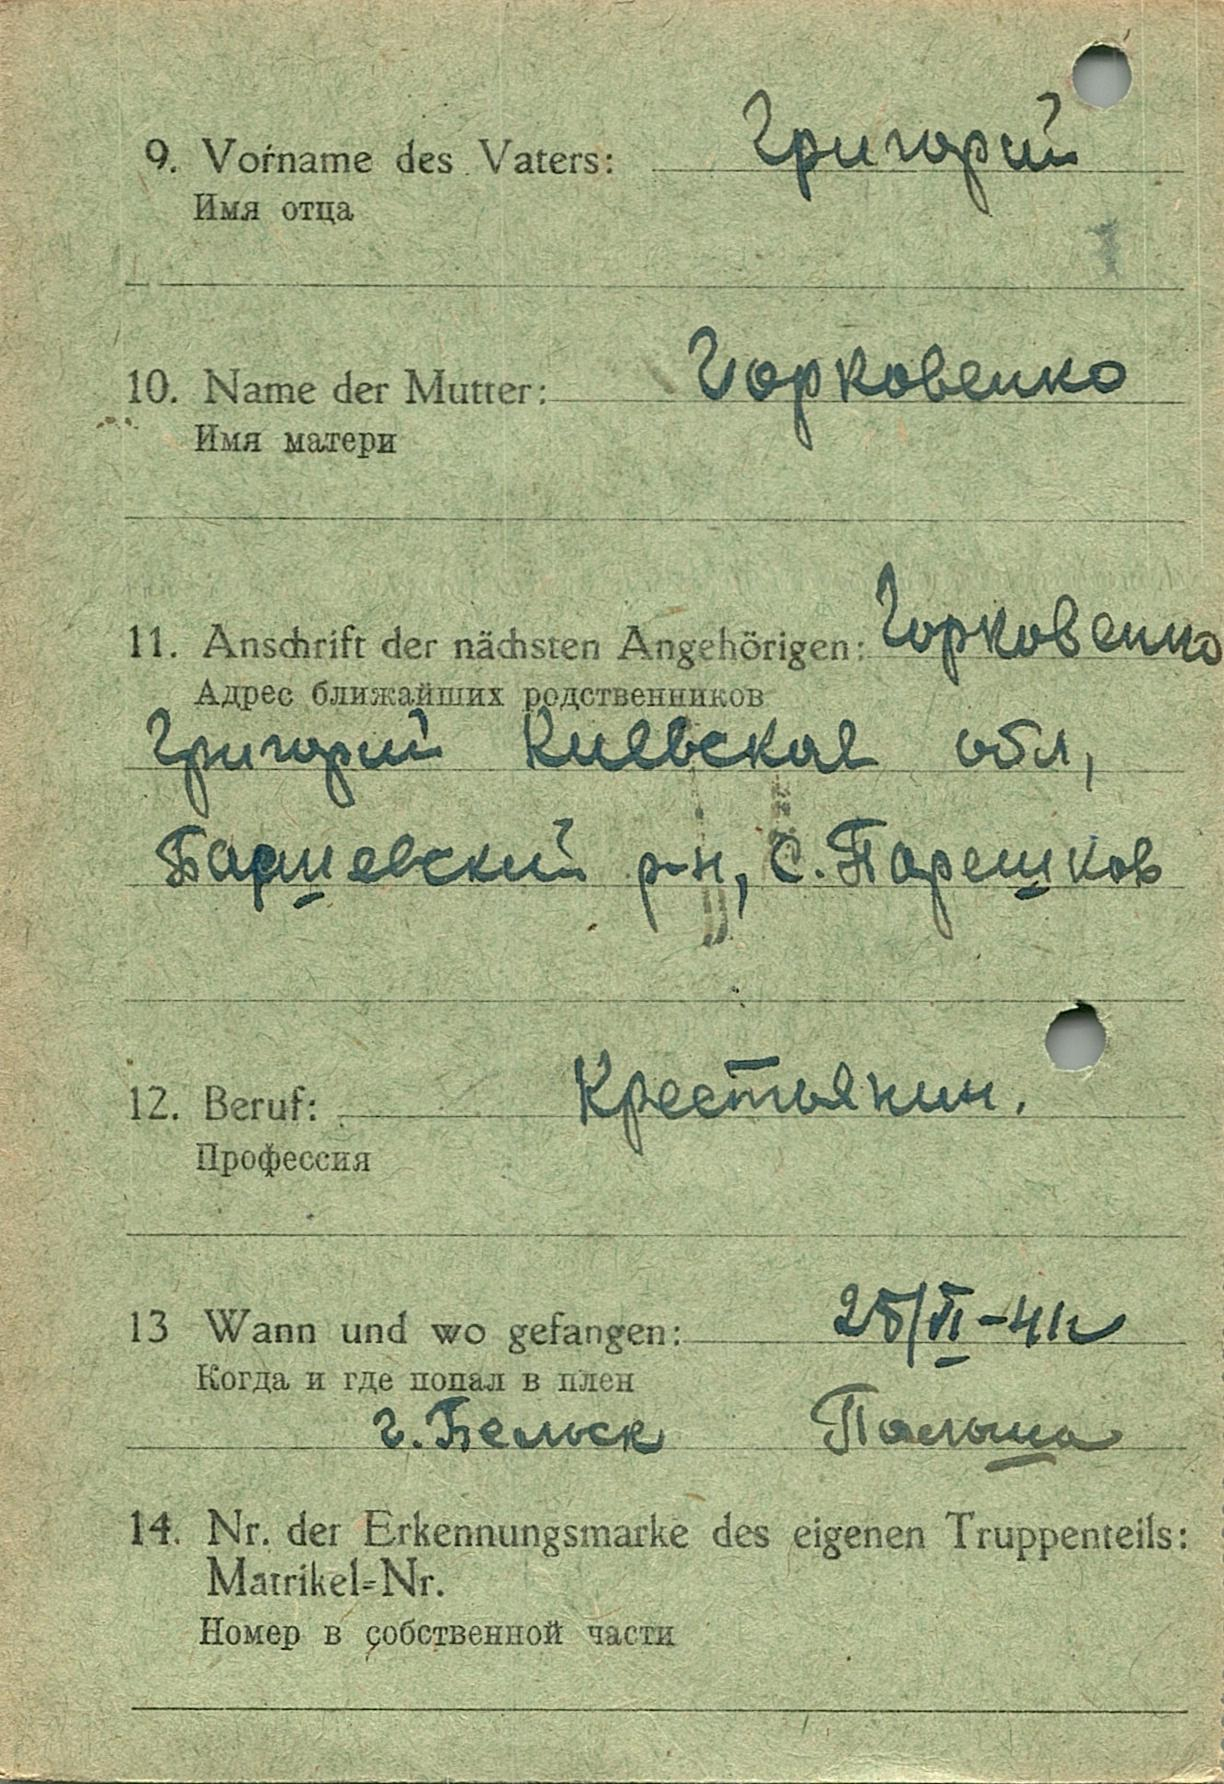 9. Vorname des Vaters: Григорий
Имя отца
10. Name der Mutter: Горковенко
Имя матери
11. Anschrift der nächsten Angehörigen: Горковенко
Адрес ближайших родственников
Григорий Киевская обл,
Баришевский р-н, С. Парешков
12. Beruf: Крестьянин.
Профессия
13 Wann und wo gefangen: 25/VI-41г
Когда и где попал в плен
г. Бельск Польша
14. Nr. der Erkennungsmarke des eigenen Truppenteils:
Matrikel-Nr.
Номер в собственной части